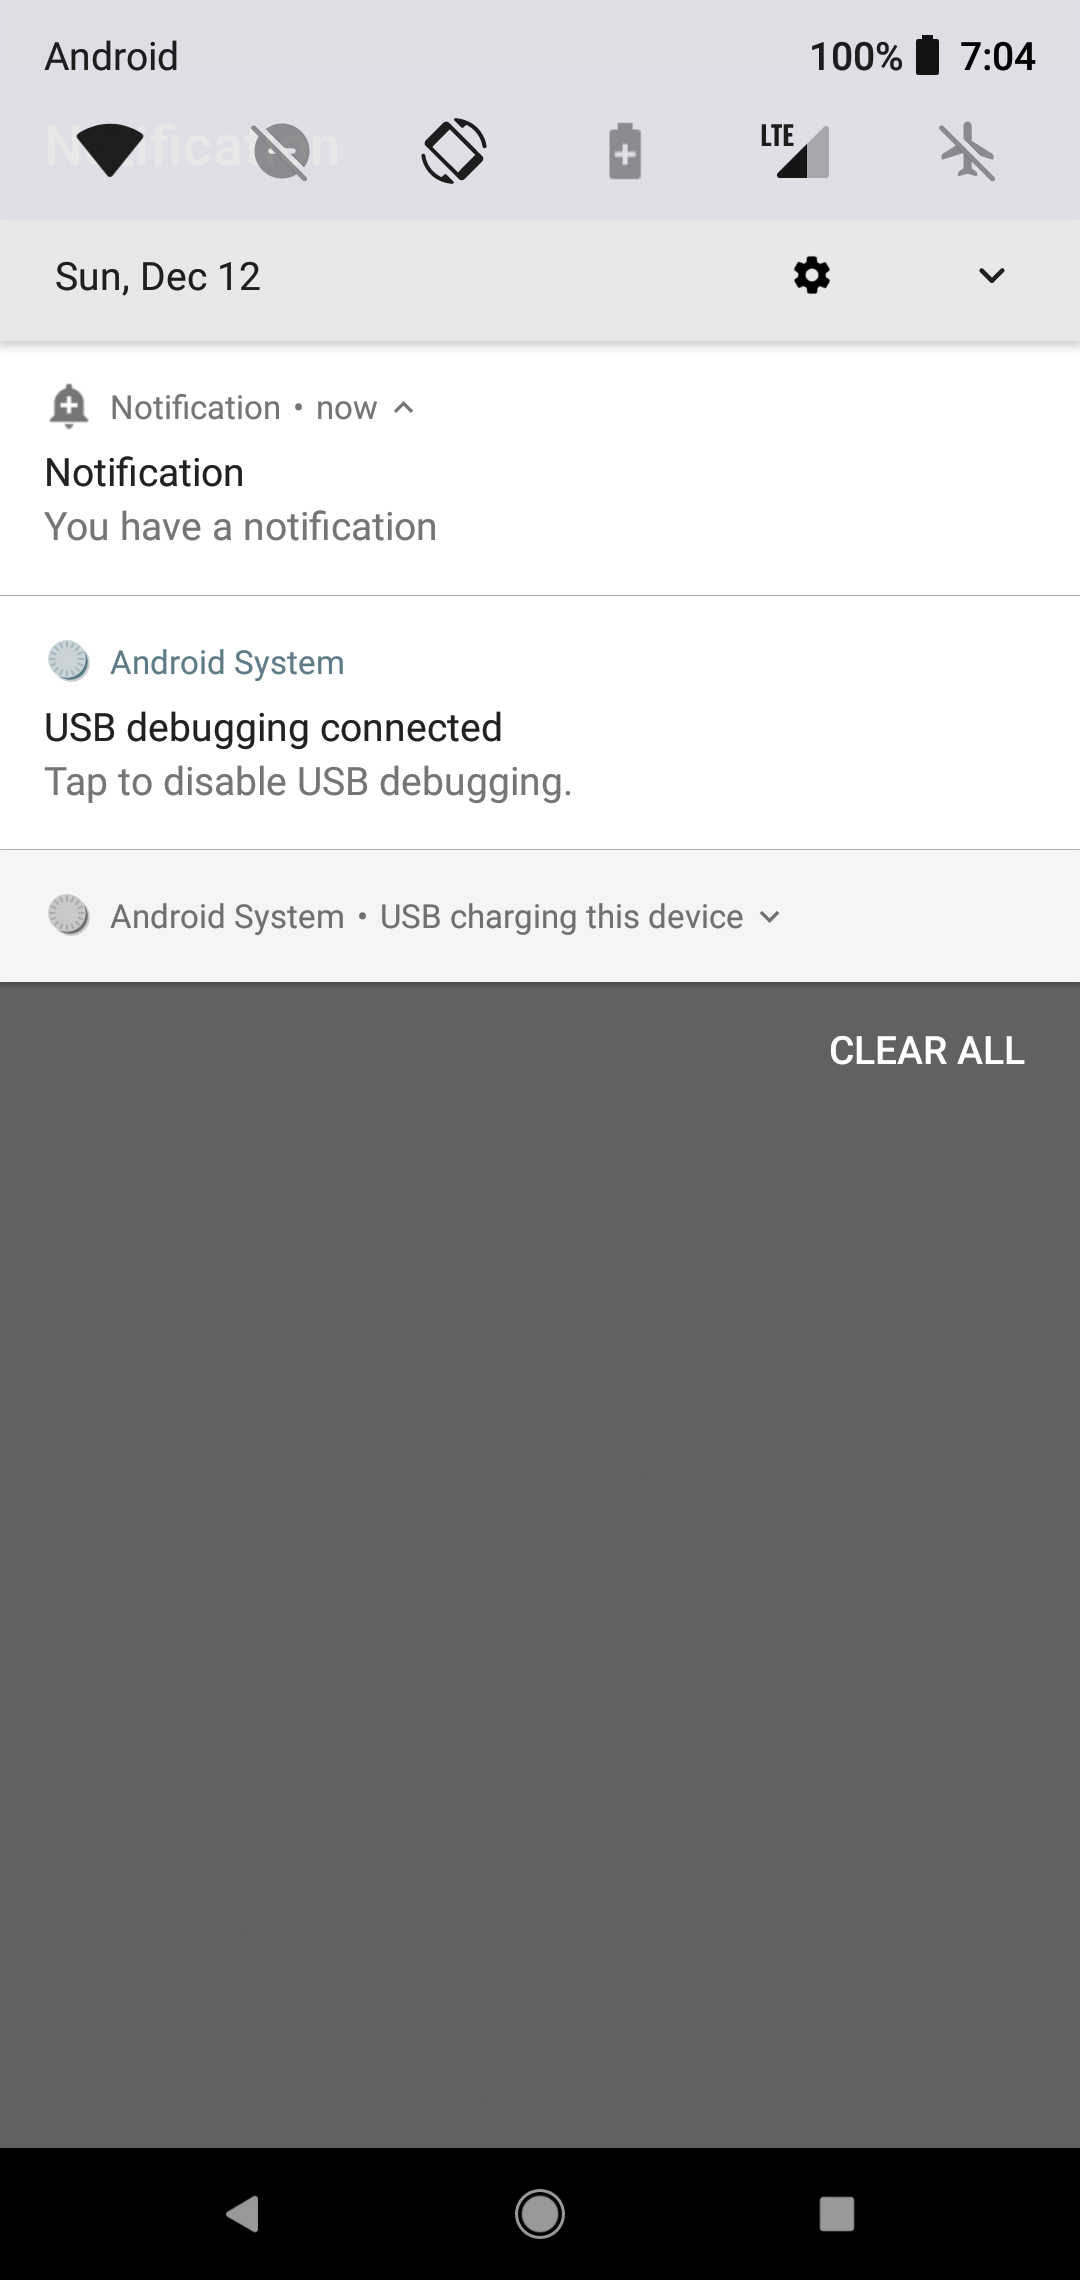 Android 100% 7:04
Notification
LTE
Sun, Dec 12
Notification • now
Notification
You have a notification
Android System
USB debugging connected
Tap to disable USB debugging.
Android System • USB charging this device
CLEAR ALL